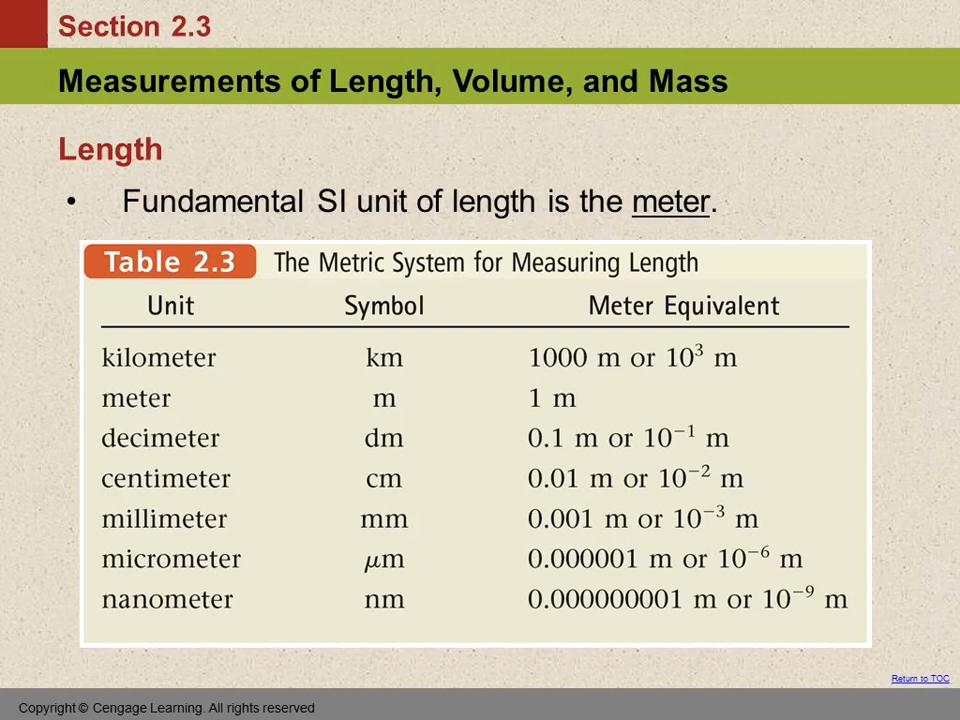 Section 2.3
Measurements of Length, Volume, and Mass
Length
• Fundamental SI unit of length is the meter.
Table 2.3 The Metric System for Measuring Length
Unit Symbol Meter Equivalent
kilometer km 1000 m or 10³ m
meter m 1 m
decimeter dm 0.1 m or 10⁻¹ m
centimeter cm 0.01 m or 10⁻² m
millimeter mm 0.001 m or 10⁻³ m
micrometer μm 0.000001 m or 10⁻⁶ m
nanometer nm 0.000000001 m or 10⁻⁹ m
Return to TOC
Copyright © Cengage Learning. All rights reserved